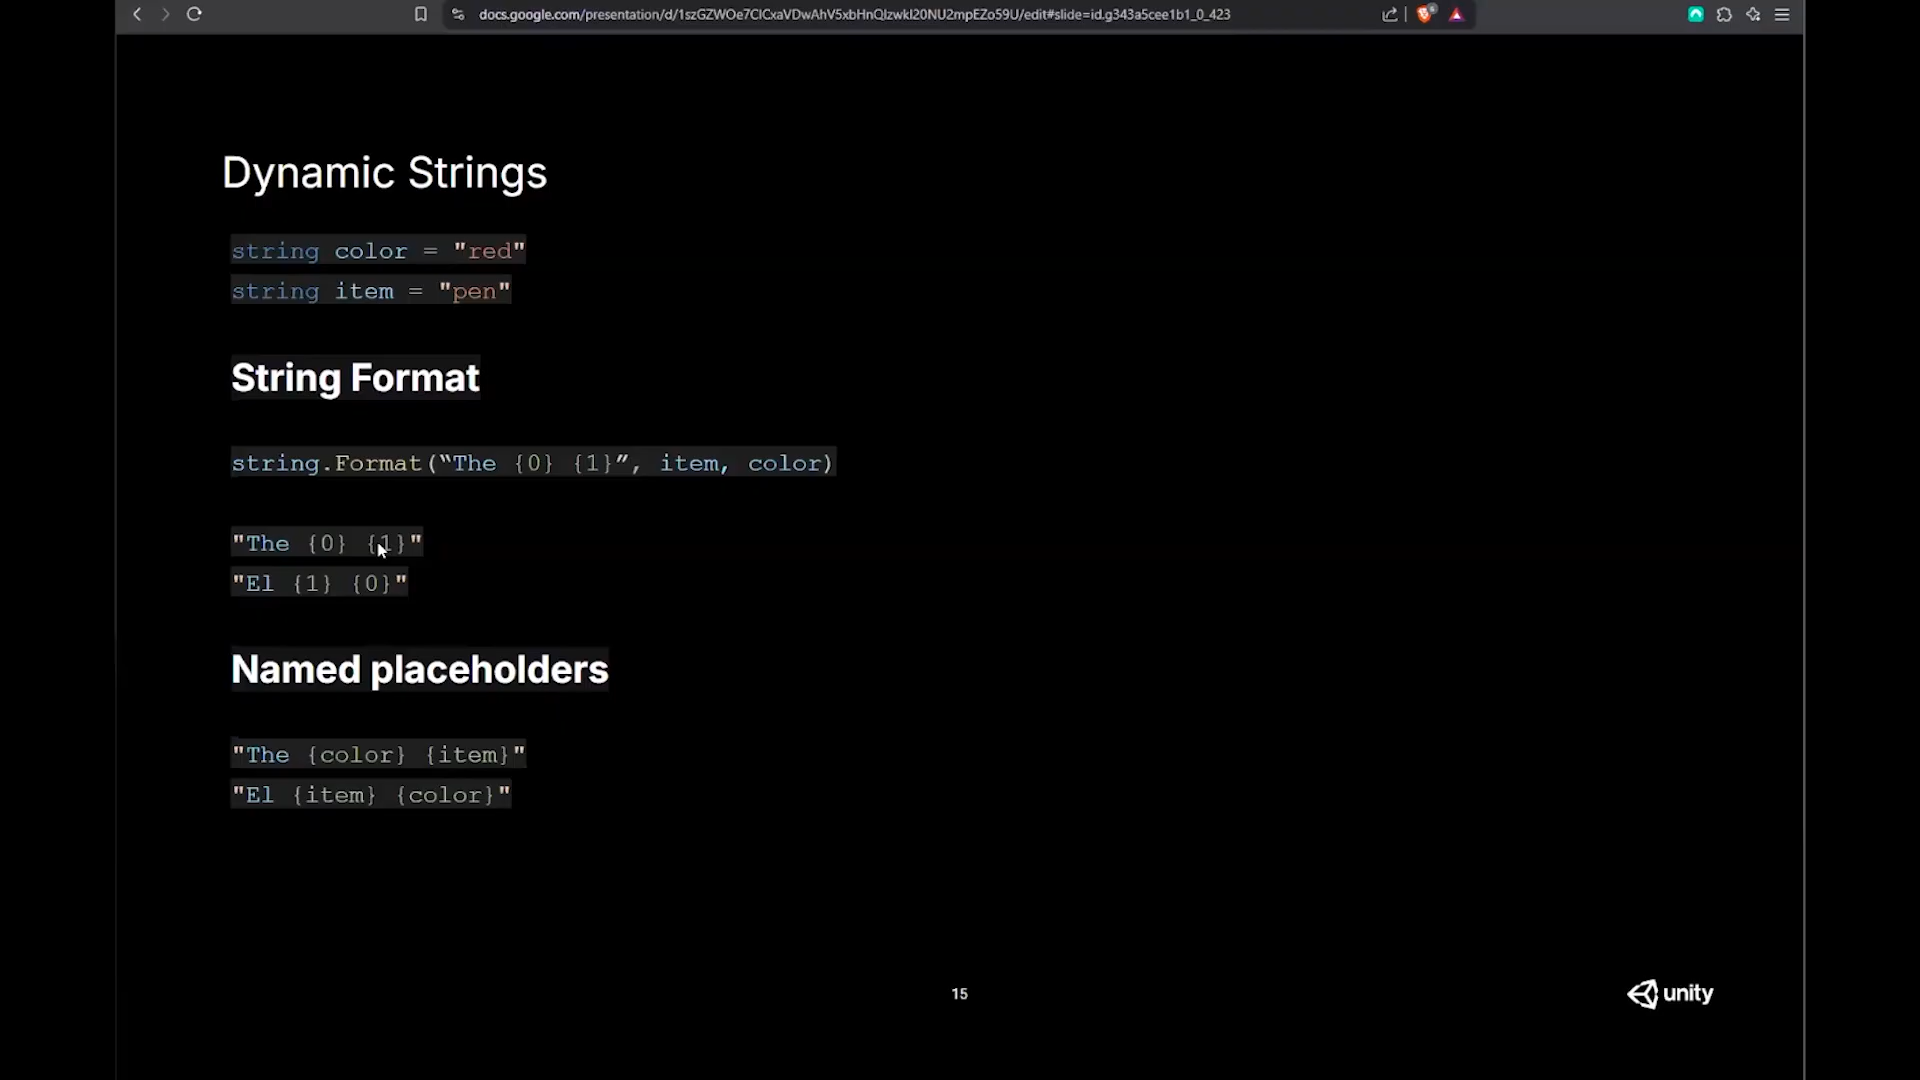 docs.google.com/presentation/d/1szGZWOe7ClCxaVDwAhV5xbHnQlzwkl20NU2mpEZo59U/edit#slide=id.g343a5cee1b1_0_423
Dynamic Strings
string color = "red"
string item = "pen"
String Format
string.Format(“The {0} {1}”, item, color)
"The {0} {1}"
"El {1} {0}"
Named placeholders
"The {color} {item}"
"El {item} {color}"
15
unity